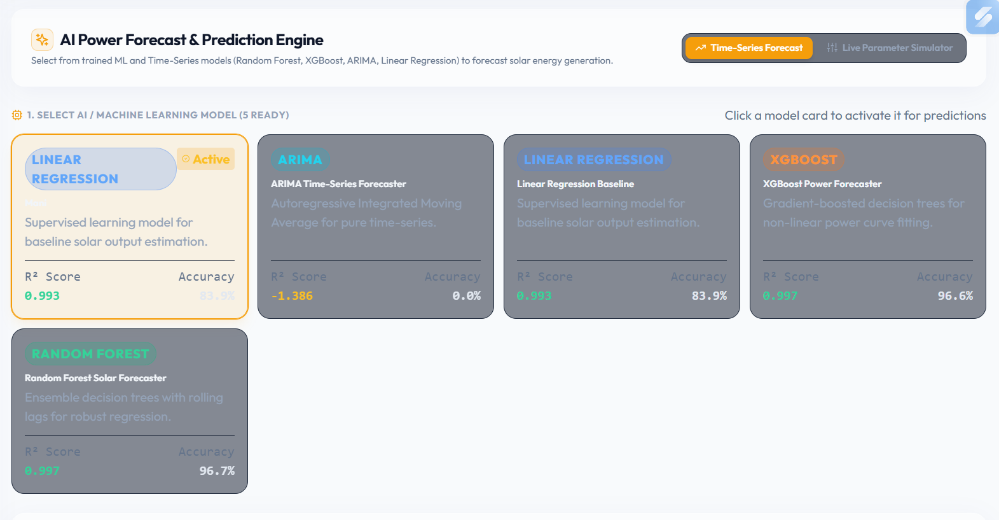 AI Power Forecast & Prediction Engine
Select from trained ML and Time-Series models (Random Forest, XGBoost, ARIMA, Linear Regression) to forecast solar energy generation.
Time-Series Forecast
Live Parameter Simulator
1. SELECT AI / MACHINE LEARNING MODEL (5 READY)
Click a model card to activate it for predictions
LINEAR
REGRESSION
Active
Supervised learning model for
baseline solar output estimation.
R² Score Accuracy
0.993 83.9%
ARIMA
ARIMA Time-Series Forecaster
Autoregressive Integrated Moving
Average for pure time-series.
R² Score Accuracy
-1.386 0.0%
LINEAR REGRESSION
Linear Regression Baseline
Supervised learning model for
baseline solar output estimation.
R² Score Accuracy
0.993 83.9%
XGBOOST
XGBoost Power Forecaster
Gradient-boosted decision trees for
non-linear power curve fitting.
R² Score Accuracy
0.997 96.6%
RANDOM FOREST
Random Forest Solar Forecaster
Ensemble decision trees with rolling
lags for robust regression.
R² Score Accuracy
0.997 96.7%